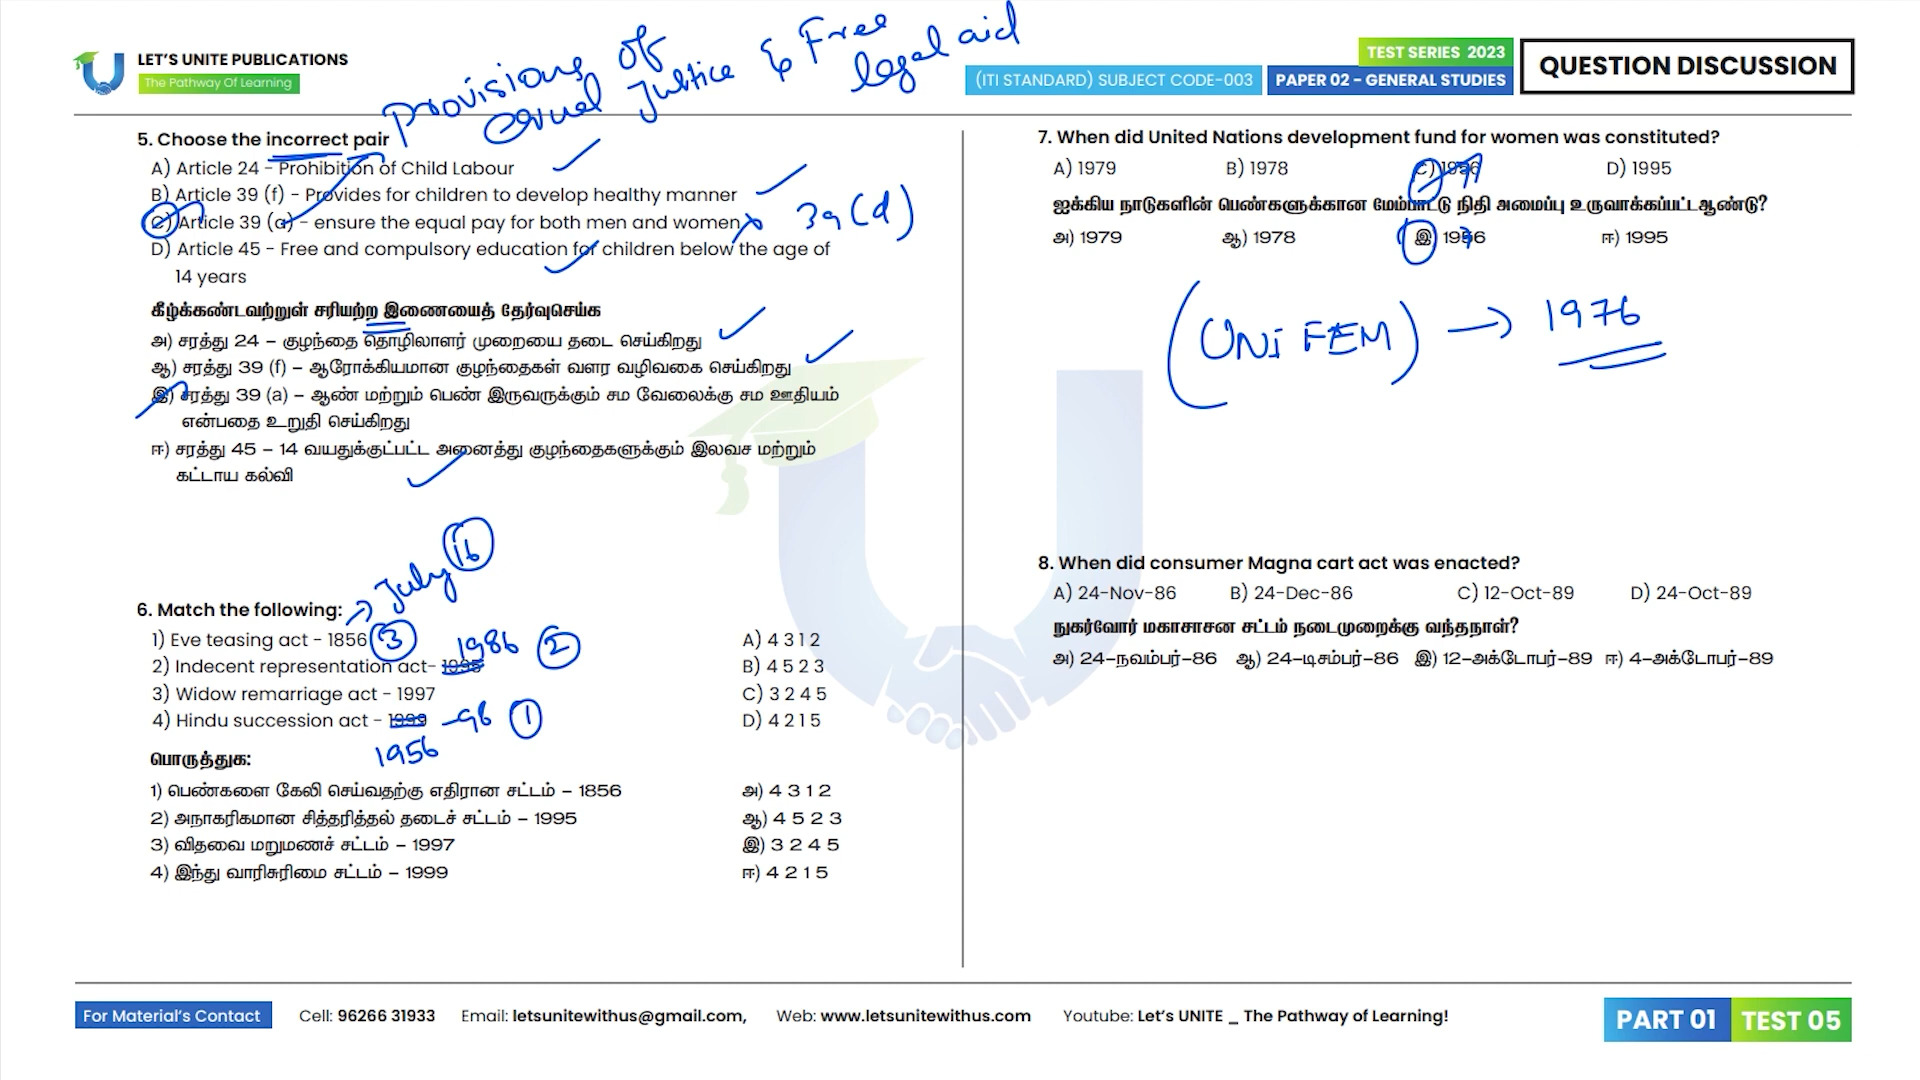 LET'S UNITE PUBLICATIONS
The Pathway Of Learning
provisions of
equal Justice & Free
legal aid
TEST SERIES 2023
(ITI STANDARD) SUBJECT CODE-003
PAPER 02 - GENERAL STUDIES
QUESTION DISCUSSION
5. Choose the incorrect pair
A) Article 24 - Prohibition of Child Labour
B) Article 39 (f) - Provides for children to develop healthy manner
C) Article 39 (a) - ensure the equal pay for both men and women
39(d)
D) Article 45 - Free and compulsory education for children below the age of
14 years
கீழ்க்கண்டவற்றுள் சரியற்ற இணையைத் தேர்வுசெய்க
அ) சரத்து 24 – குழந்தை தொழிலாளர் முறையை தடை செய்கிறது
ஆ) சரத்து 39 (f) – ஆரோக்கியமான குழந்தைகள் வளர வழிவகை செய்கிறது
இ) சரத்து 39 (a) – ஆண் மற்றும் பெண் இருவருக்கும் சம வேலைக்கு சம ஊதியம்
என்பதை உறுதி செய்கிறது
ஈ) சரத்து 45 – 14 வயதுக்குட்பட்ட அனைத்து குழந்தைகளுக்கும் இலவச மற்றும்
கட்டாய கல்வி
July 16
6. Match the following:
1) Eve teasing act - 1856 3
A) 4 3 1 2
1986 2
2) Indecent representation act- 1995
B) 4 5 2 3
3) Widow remarriage act - 1997
C) 3 2 4 5
4) Hindu succession act - 1999 -96 1
D) 4 2 1 5
1956
பொருத்துக:
1) பெண்களை கேலி செய்வதற்கு எதிரான சட்டம் – 1856
அ) 4 3 1 2
2) அநாகரிகமான சித்தரித்தல் தடைச் சட்டம் – 1995
ஆ) 4 5 2 3
3) விதவை மறுமணச் சட்டம் – 1997
இ) 3 2 4 5
4) இந்து வாரிசுரிமை சட்டம் – 1999
ஈ) 4 2 1 5
7. When did United Nations development fund for women was constituted?
A) 1979 B) 1978 C) 1956 D) 1995
ஐக்கிய நாடுகளின் பெண்களுக்கான மேம்பாட்டு நிதி அமைப்பு உருவாக்கப்பட்டஆண்டு?
அ) 1979 ஆ) 1978 இ) 1956 ஈ) 1995
(UNIFEM) → 1976
8. When did consumer Magna cart act was enacted?
A) 24-Nov-86 B) 24-Dec-86 C) 12-Oct-89 D) 24-Oct-89
நுகர்வோர் மகாசாசன சட்டம் நடைமுறைக்கு வந்தநாள்?
அ) 24–நவம்பர்–86 ஆ) 24–டிசம்பர்–86 இ) 12–அக்டோபர்–89 ஈ) 4–அக்டோபர்–89
For Material's Contact
Cell: 96266 31933 Email: letsunitewithus@gmail.com, Web: www.letsunitewithus.com Youtube: Let's UNITE _ The Pathway of Learning!
PART 01 TEST 05